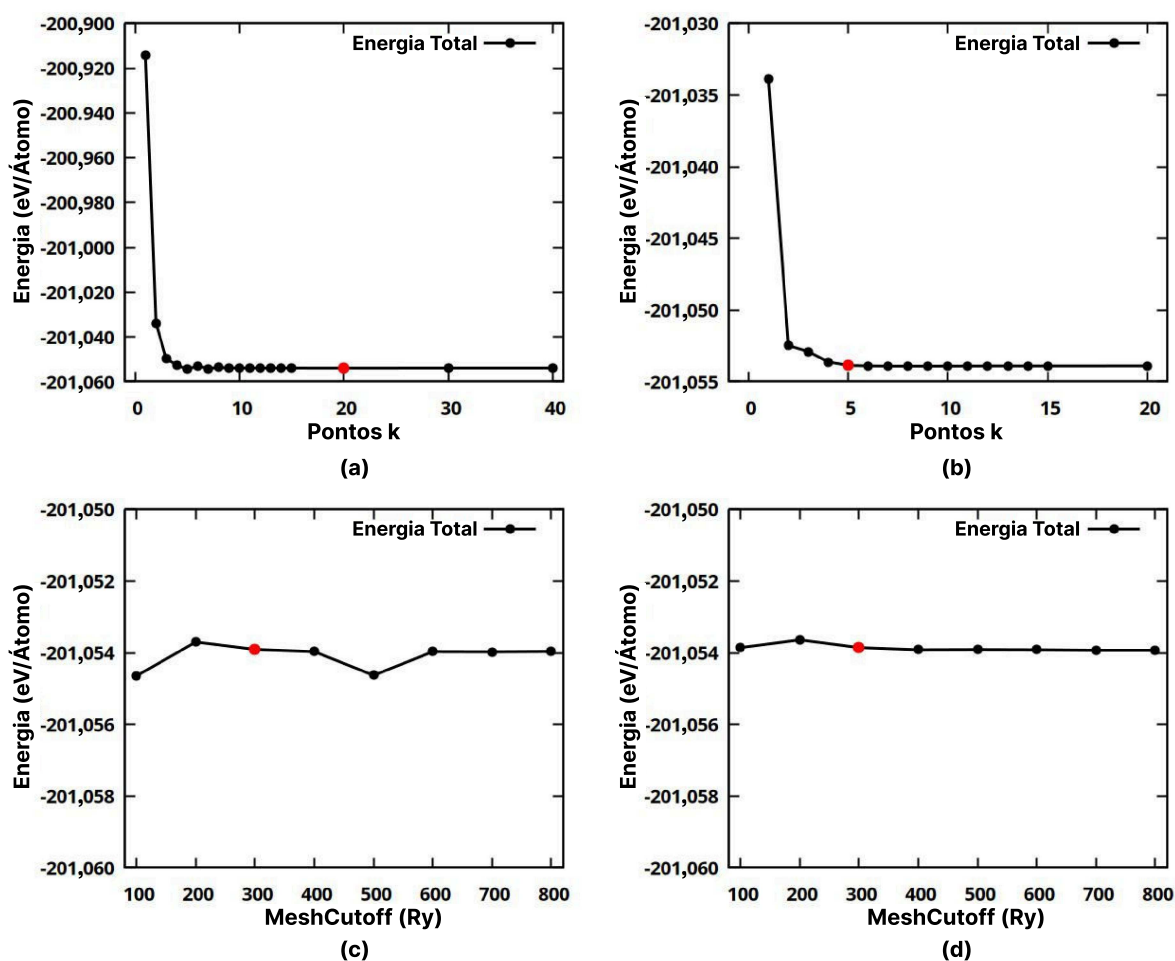 Energia Total
-200,900
-200,920
-200,940
-200,960
-200,980
-201,000
-201,020
-201,040
-201,060
Energia (eV/Átomo)
0 10 20 30 40
Pontos k
(a)
Energia Total
-201,030
-201,035
-201,040
-201,045
-201,050
-201,055
Energia (eV/Átomo)
0 5 10 15 20
Pontos k
(b)
Energia Total
-201,050
-201,052
-201,054
-201,056
-201,058
-201,060
Energia (eV/Átomo)
100 200 300 400 500 600 700 800
MeshCutoff (Ry)
(c)
Energia Total
-201,050
-201,052
-201,054
-201,056
-201,058
-201,060
Energia (eV/Átomo)
100 200 300 400 500 600 700 800
MeshCutoff (Ry)
(d)